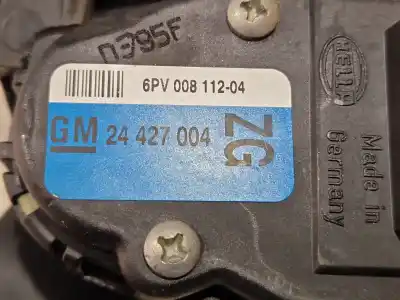 D395F
6PV 008 112-04
GM 24 427 004
ZG
HELLA
Made in
Germany